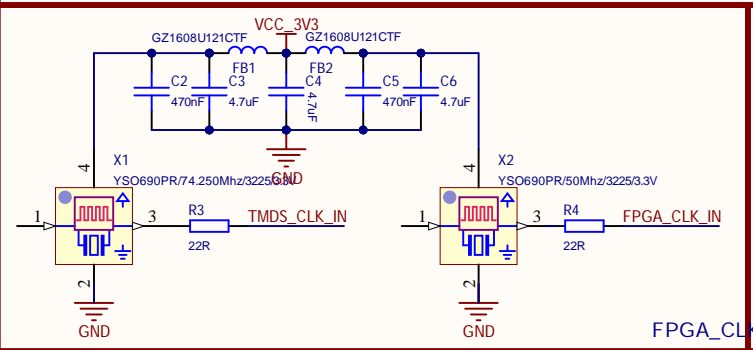 VCC_3V3
GZ1608U121CTF
GZ1608U121CTF
FB1
FB2
C2
C3
C4
C5
C6
470nF
4.7uF
4.7uF
470nF
4.7uF
GND
4
X1
YSO690PR/74.250Mhz/3225/3.3V
4
X2
YSO690PR/50Mhz/3225/3.3V
1
3
R3
22R
TMDS_CLK_IN
1
3
R4
22R
FPGA_CLK_IN
2
GND
2
GND
FPGA_CL